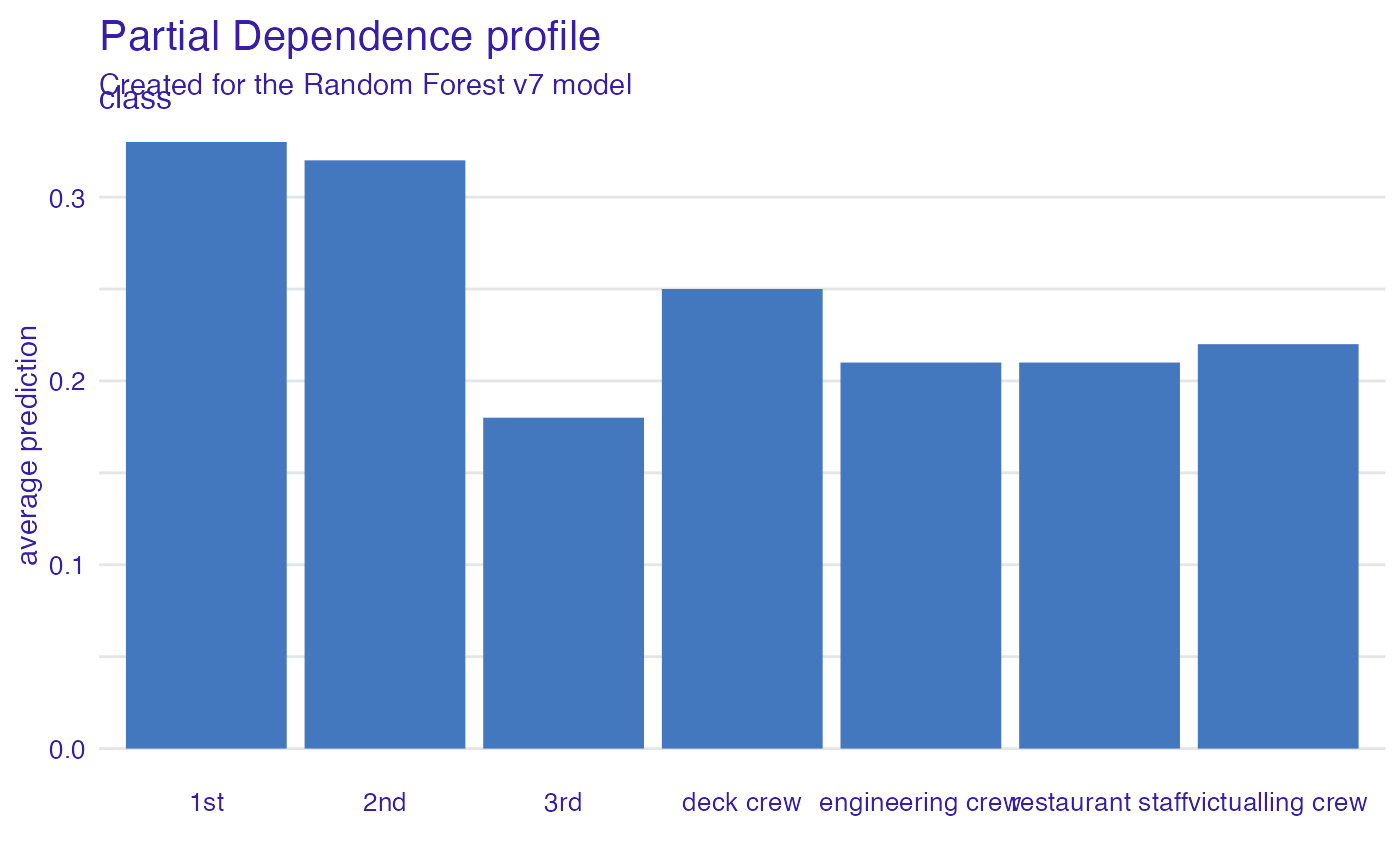 Partial Dependence profile
Created for the Random Forest v7 model
class
average prediction
0.3
0.2
0.1
0.0
1st 2nd 3rd deck crew engineering crew restaurant staff victualling crew